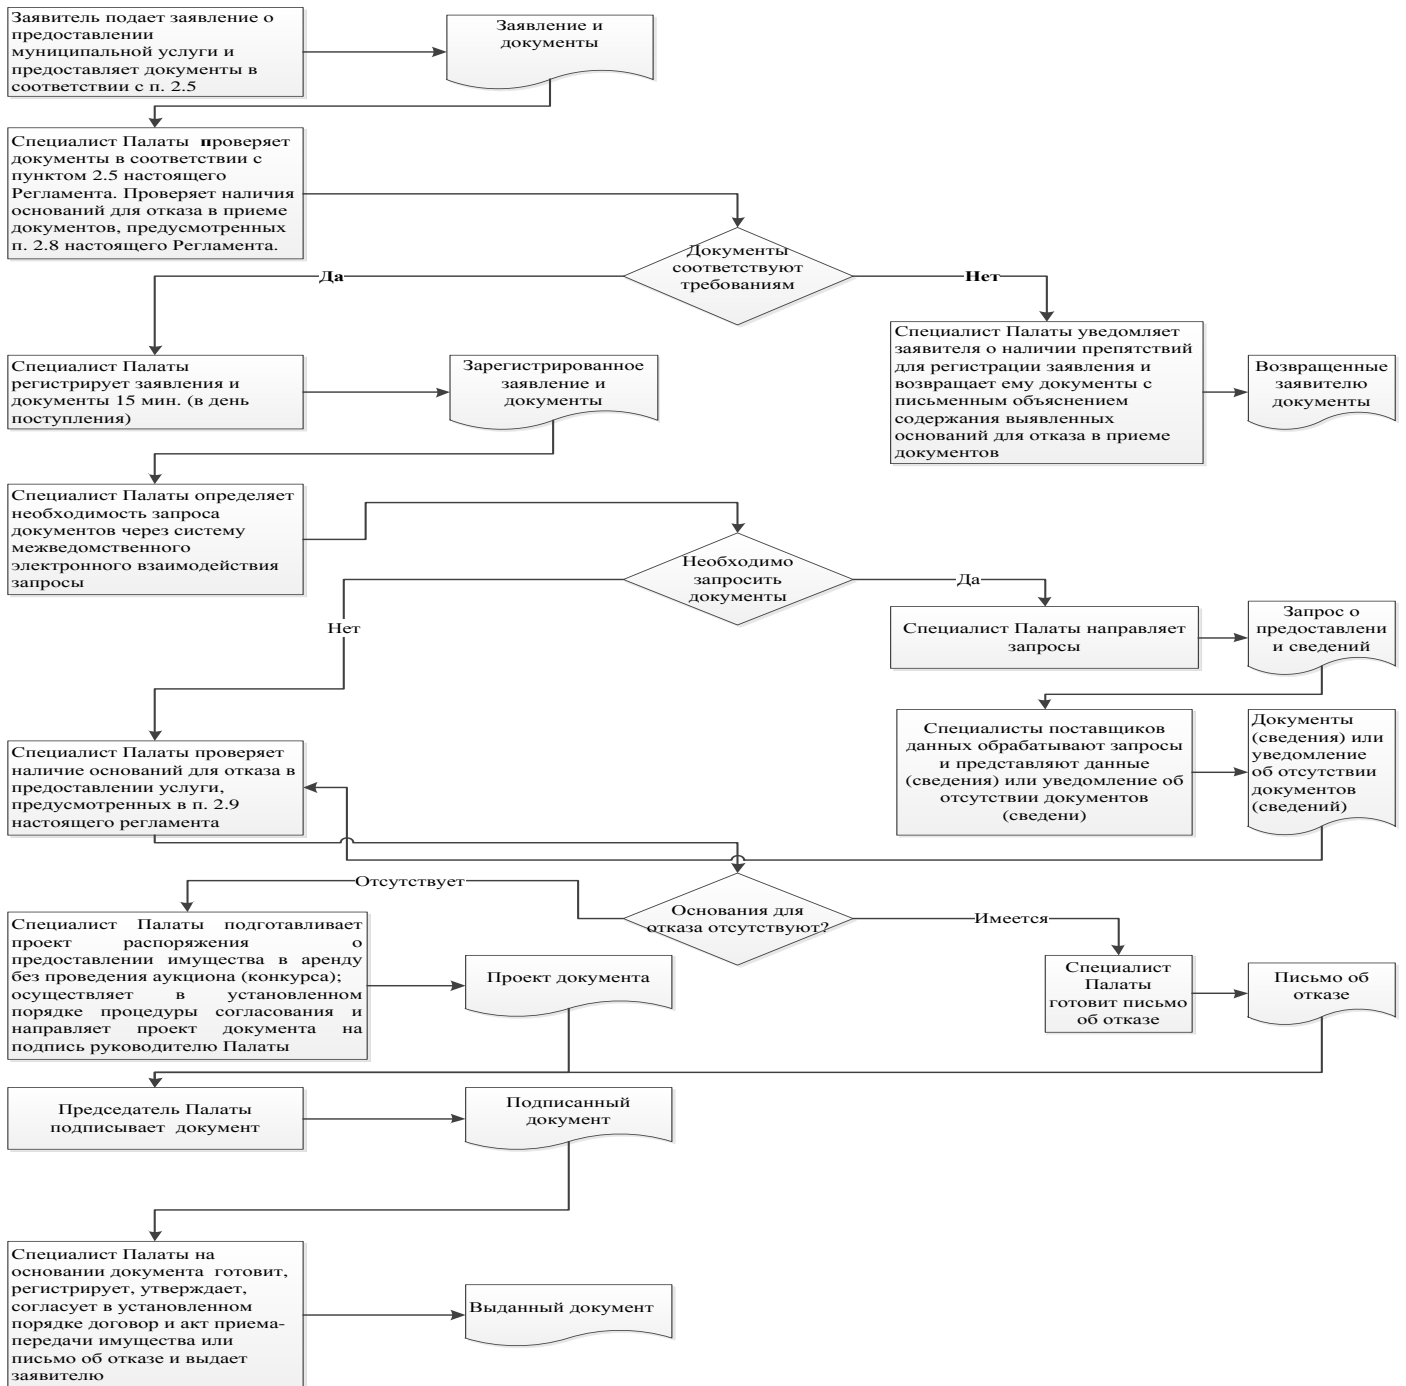 Заявитель подает заявление о
предоставлении
муниципальной услуги и
предоставляет документы в
соответствии с п. 2.5
Заявление и
документы
Специалист Палаты проверяет
документы в соответствии с
пунктом 2.5 настоящего
Регламента. Проверяет наличия
оснований для отказа в приеме
документов, предусмотренных
п. 2.8 настоящего Регламента.
Документы
соответствуют
требованиям
Да
Нет
Специалист Палаты
регистрирует заявления и
документы 15 мин. (в день
поступления)
Зарегистрированное
заявление и
документы
Специалист Палаты уведомляет
заявителя о наличии препятствий
для регистрации заявления и
возвращает ему документы с
письменным объяснением
содержания выявленных
оснований для отказа в приеме
документов
Возвращенные
заявителю
документы
Специалист Палаты определяет
необходимость запроса
документов через систему
межведомственного
электронного взаимодействия
запросы
Необходимо
запросить
документы
Да
Нет
Специалист Палаты направляет
запросы
Запрос о
предоставлени
и сведений
Специалисты поставщиков
данных обрабатывают запросы
и представляют данные
(сведения) или уведомление об
отсутствии документов
(сведени)
Документы
(сведения) или
уведомление
об отсутствии
документов
(сведений)
Специалист Палаты проверяет
наличие оснований для отказа в
предоставлении услуги,
предусмотренных в п. 2.9
настоящего регламента
Основания для
отказа отсутствуют?
Отсутствует
Имеется
Специалист Палаты подготавливает
проект распоряжения о
предоставлении имущества в аренду
без проведения аукциона (конкурса);
осуществляет в установленном
порядке процедуры согласования и
направляет проект документа на
подпись руководителю Палаты
Проект документа
Специалист
Палаты
готовит письмо
об отказе
Письмо об
отказе
Председатель Палаты
подписывает документ
Подписанный
документ
Специалист Палаты на
основании документа готовит,
регистрирует, утверждает,
согласует в установленном
порядке договор и акт приема-
передачи имущества или
письмо об отказе и выдает
заявителю
Выданный документ